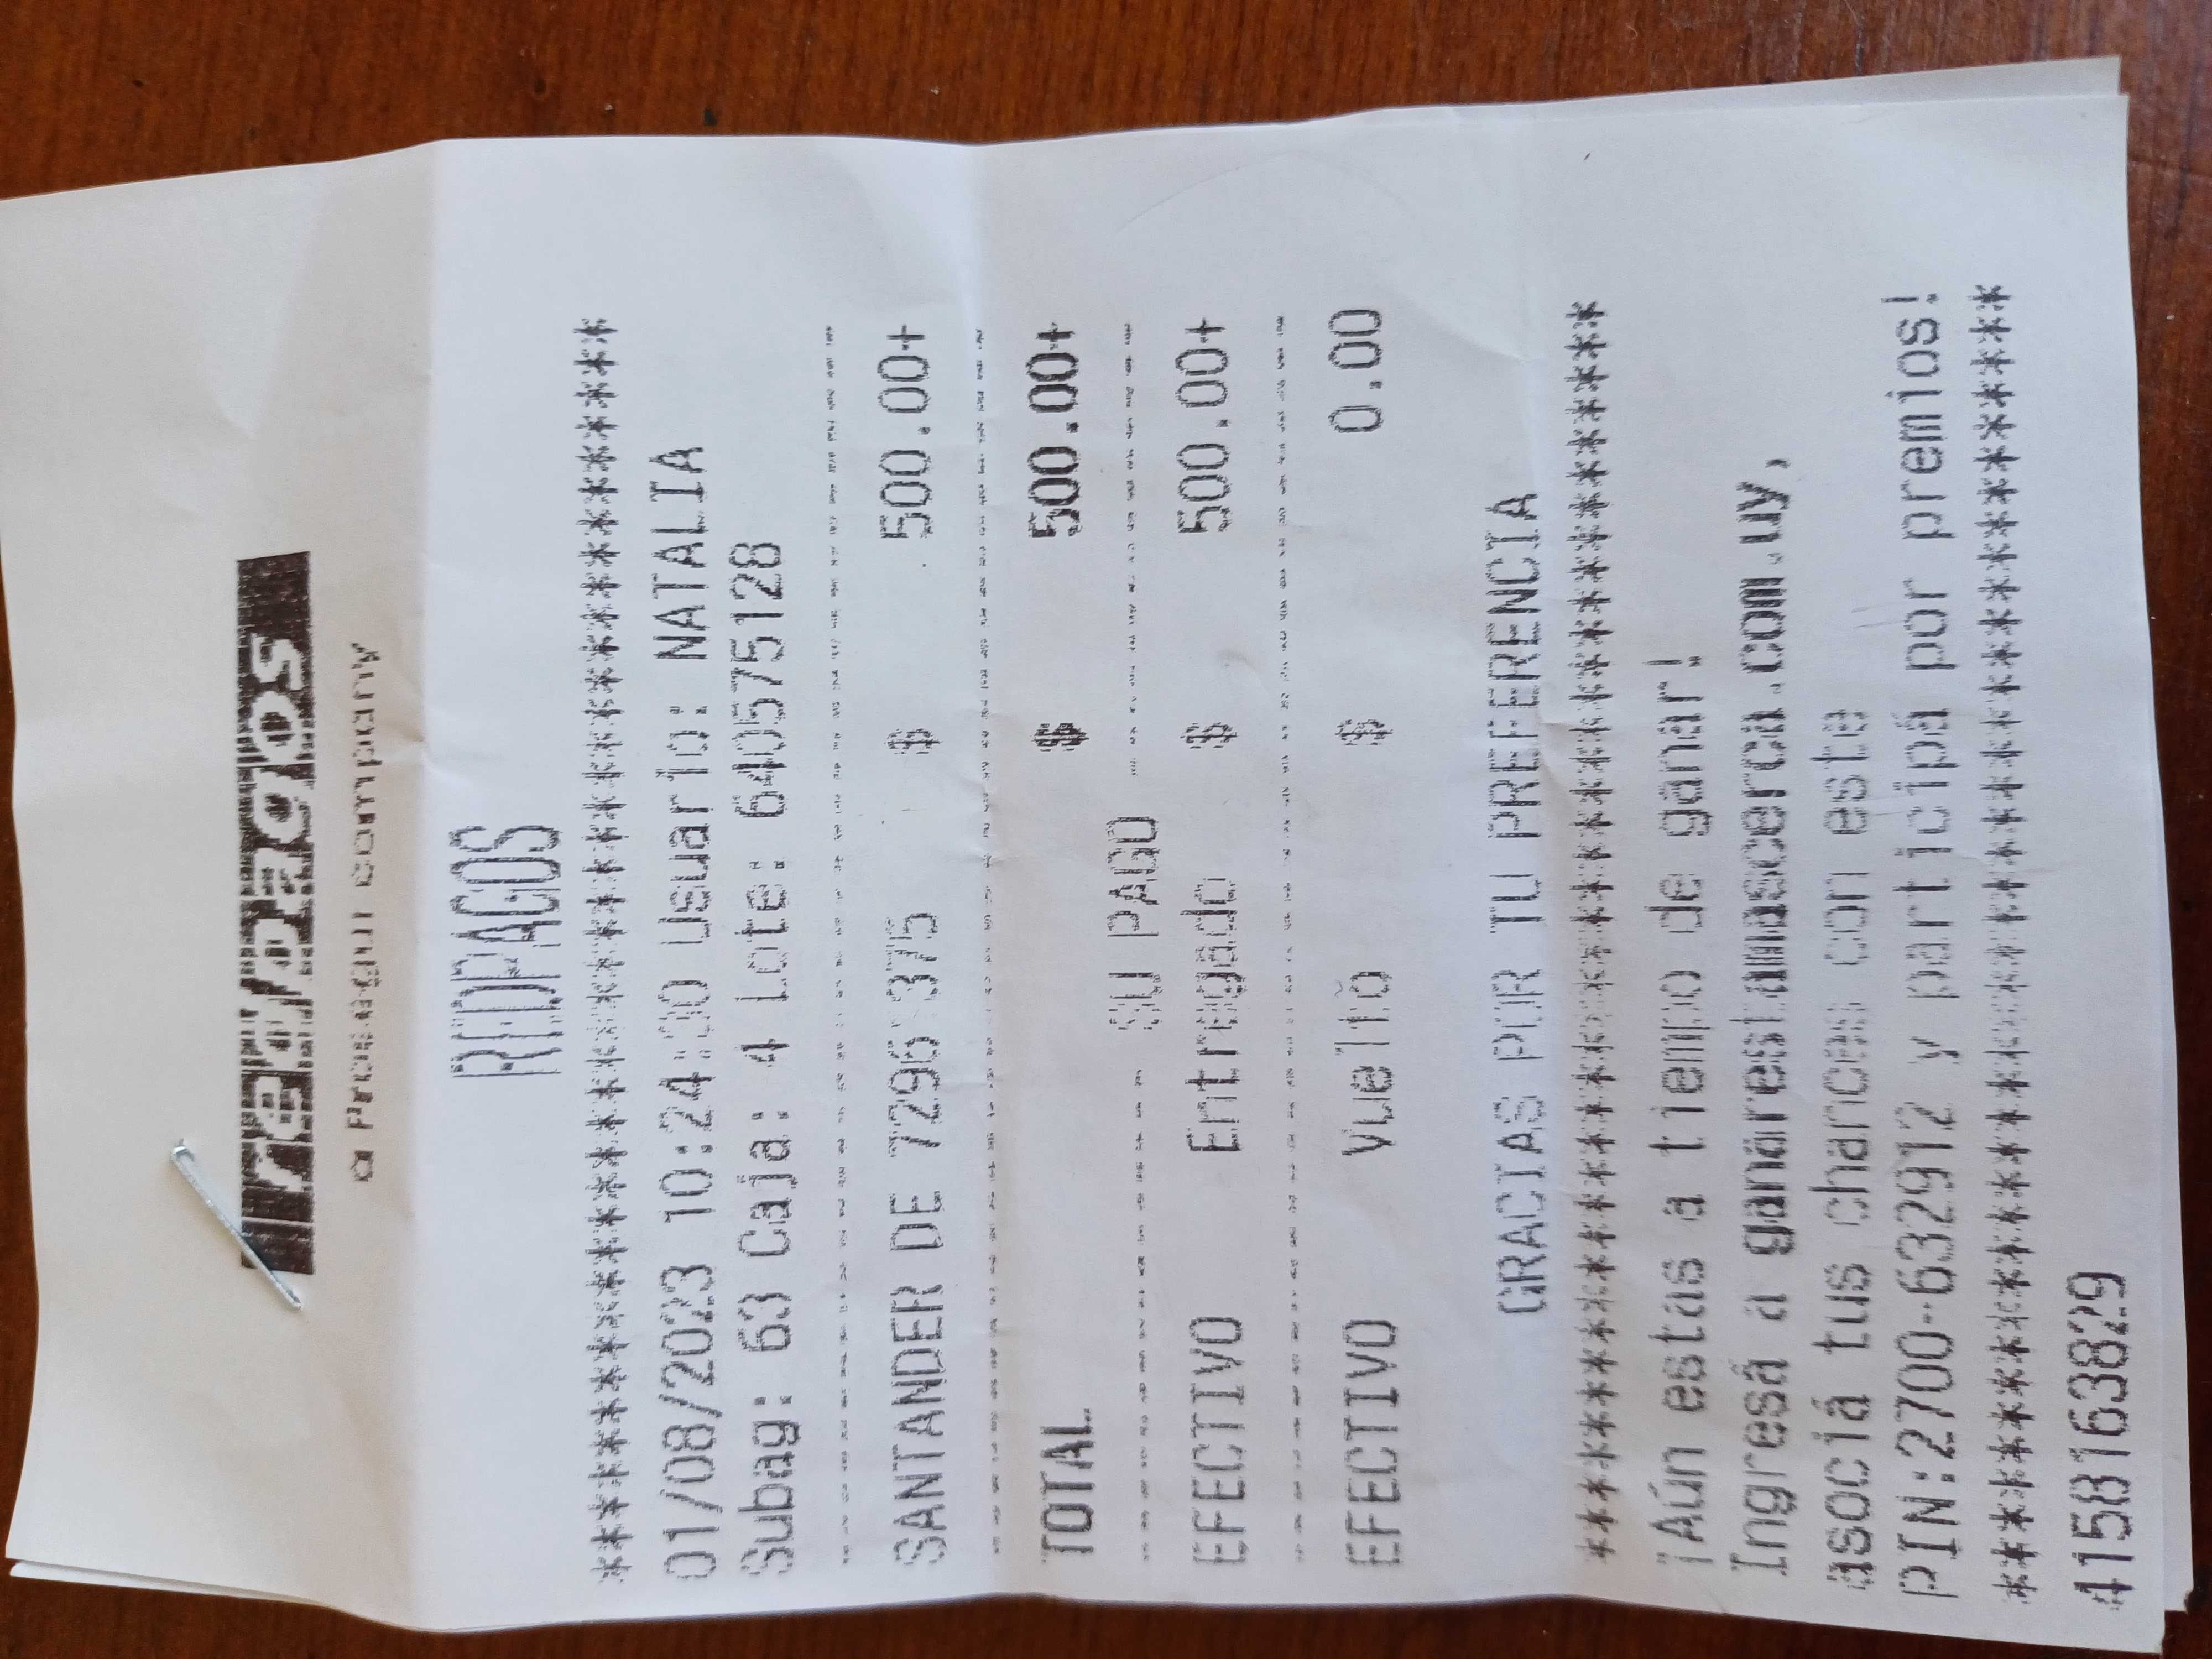 redpagos
a Prosegur company
REDPAGOS
***************************************
01/08/2023 10:24:30 Usuario: NATALIA
Subag: 63 Caja: 4 Lote: 640575128
SANTANDER DE $ 500.00+
TOTAL $ 500.00+
SU PAGO
EFECTIVO Entregado $ 500.00+
EFECTIVO Vuelto $ 0.00
GRACIAS POR TU PREFERENCIA
***************************************
¡Aún estas a tiempo de ganar!
Ingresá a ganarestamascerca.com.uy,
asociá tus chances con este
PIN:2700-632912 y participá por premios!
***************************************
4158163829